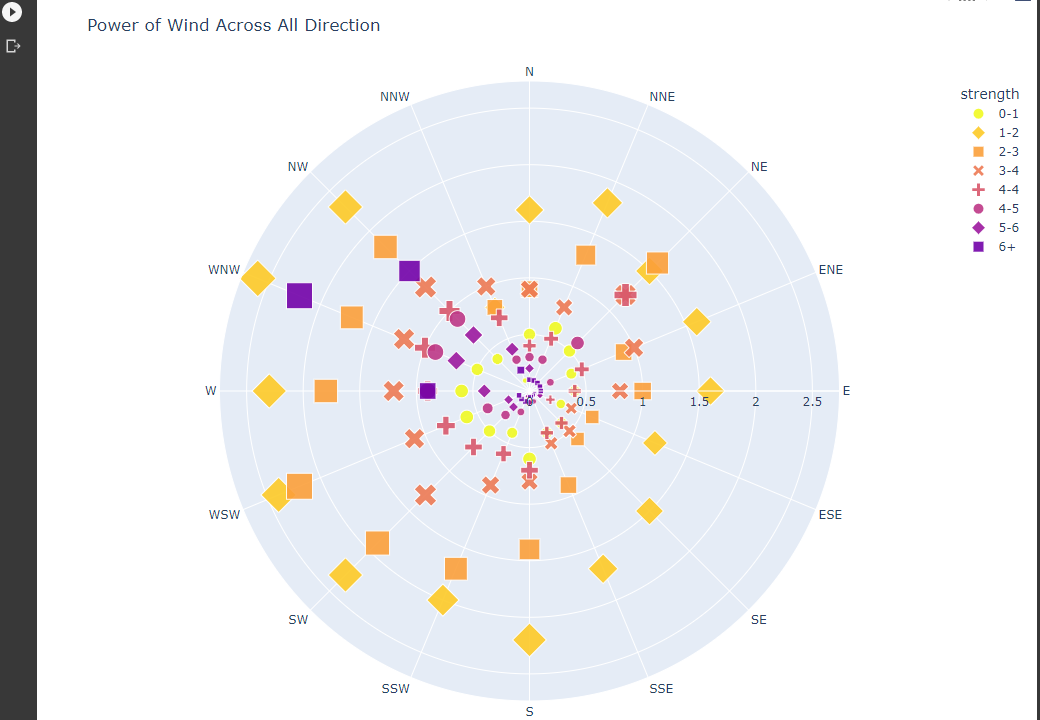 Power of Wind Across All Direction
N
NNW
NNE
strength
0-1
1-2
2-3
3-4
4-4
4-5
5-6
6+
NW
NE
WNW
ENE
W
E
0
0.5
1
1.5
2
2.5
WSW
ESE
SW
SE
SSW
SSE
S